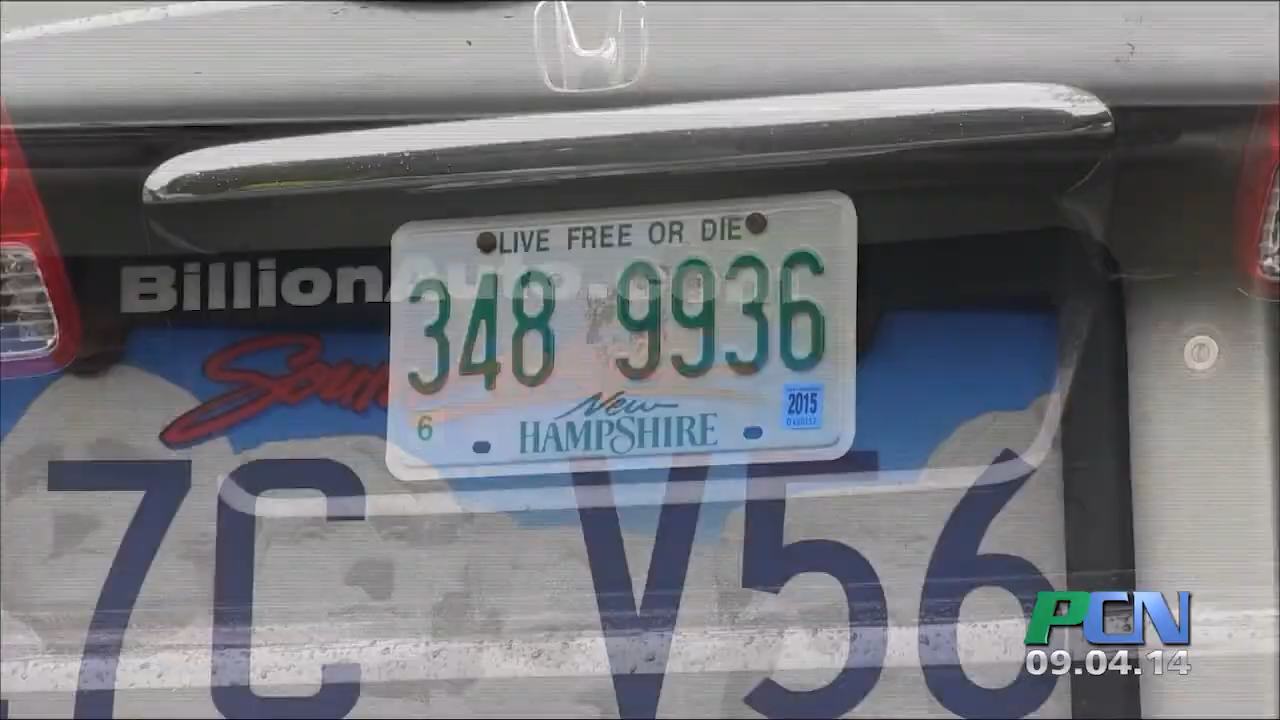 LIVE FREE OR DIE
BillionAuto.
348 9936
6
New
HAMPSHIRE
2015
7C V56
PCN
09.04.14